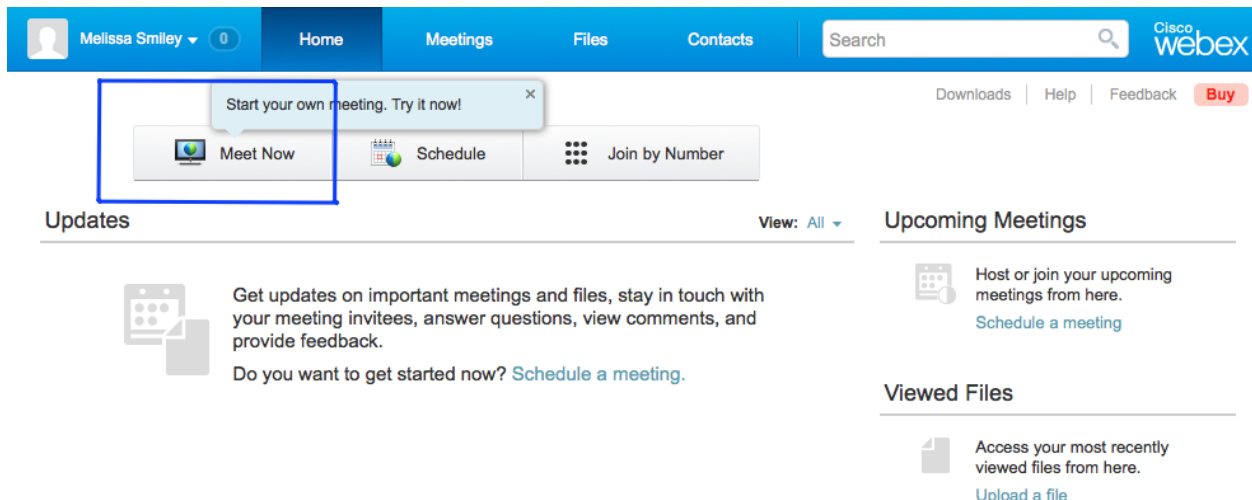 Melissa Smiley 0 Home Meetings Files Contacts Search Cisco webex
Downloads Help Feedback Buy
Start your own meeting. Try it now! ×
Meet Now Schedule Join by Number
Updates View: All
Get updates on important meetings and files, stay in touch with
your meeting invitees, answer questions, view comments, and
provide feedback.
Do you want to get started now? Schedule a meeting.
Upcoming Meetings
Host or join your upcoming
meetings from here.
Schedule a meeting
Viewed Files
Access your most recently
viewed files from here.
Upload a file